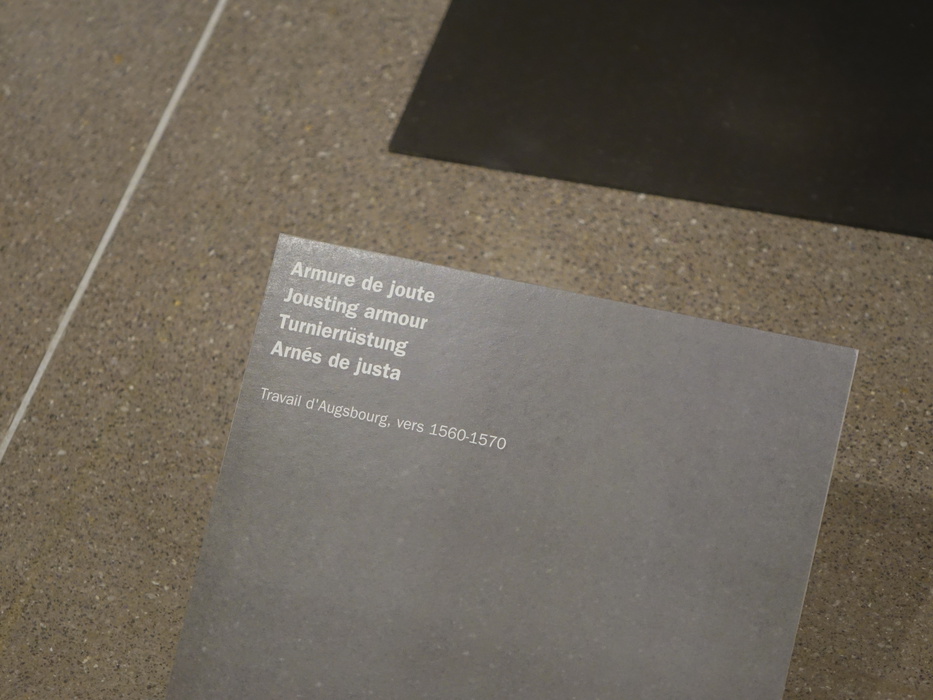 Armure de joute
Jousting armour
Turnierrüstung
Arnés de justa
Travail d'Augsbourg, vers 1560-1570